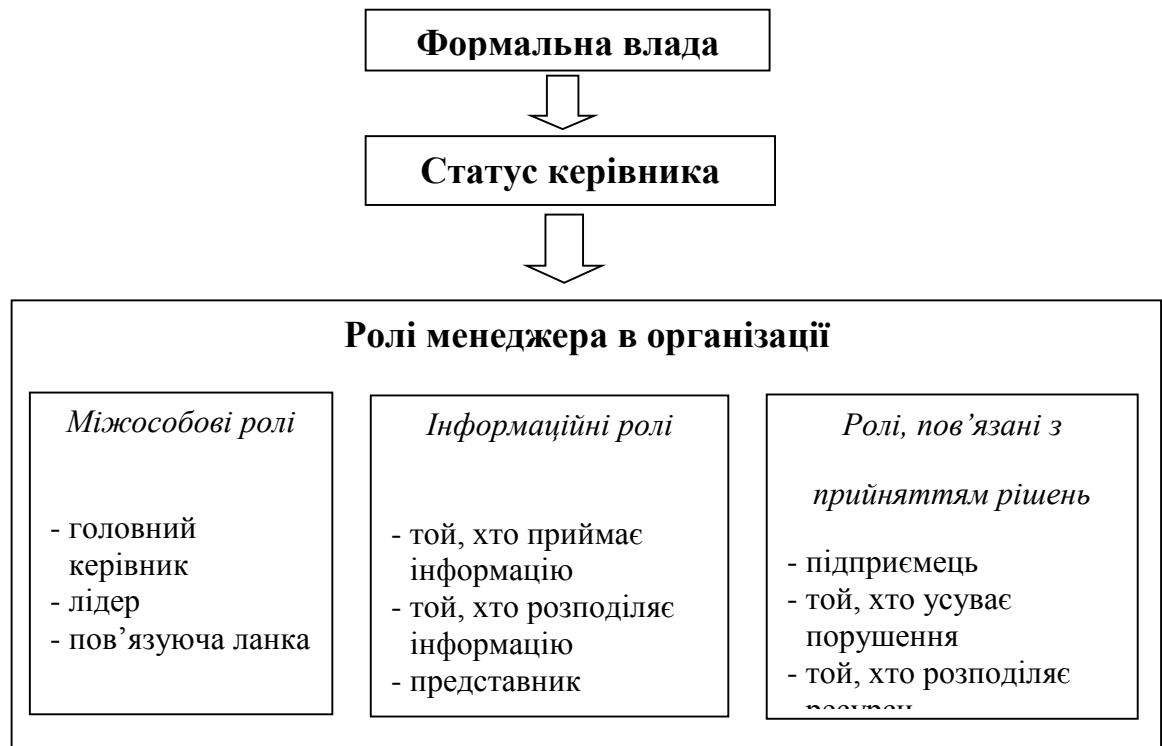 Формальна влада
Статус керівника
Ролі менеджера в організації
Міжособові ролі
- головний
керівник
- лідер
- пов’язуюча ланка
Інформаційні ролі
- той, хто приймає
інформацію
- той, хто розподіляє
інформацію
- представник
Ролі, пов’язані з
прийняттям рішень
- підприємець
- той, хто усуває
порушення
- той, хто розподіляє
ресурси